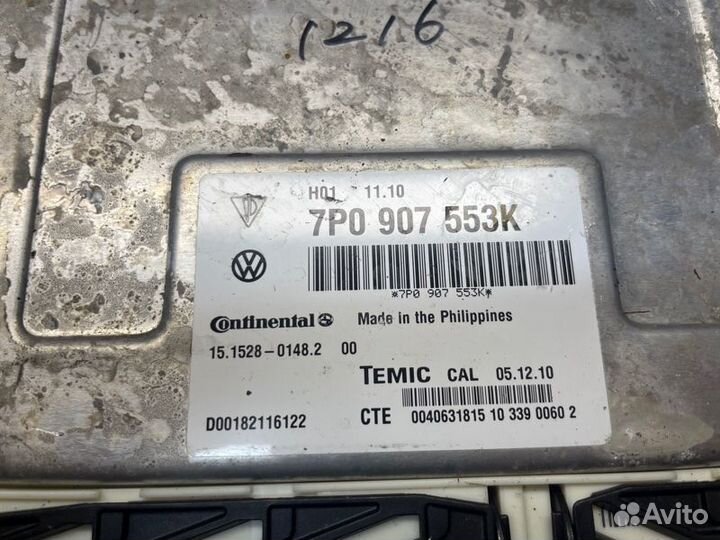 1216
H01 11.10
7P0 907 553K
*7P0 907 553K*
Continental Made in the Philippines
15.1528-0148.2 00
TEMIC CAL 05.12.10
D00182116122 CTE 0040631815 10 339 0060 2
Avito